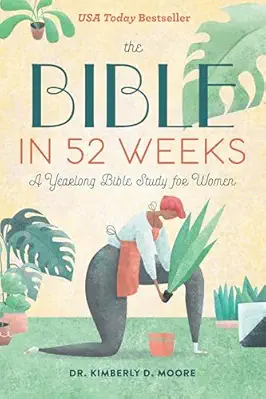 USA Today Bestseller
the
BIBLE
IN 52 WEEKS
A Yearlong Bible Study for Women
DR. KIMBERLY D. MOORE